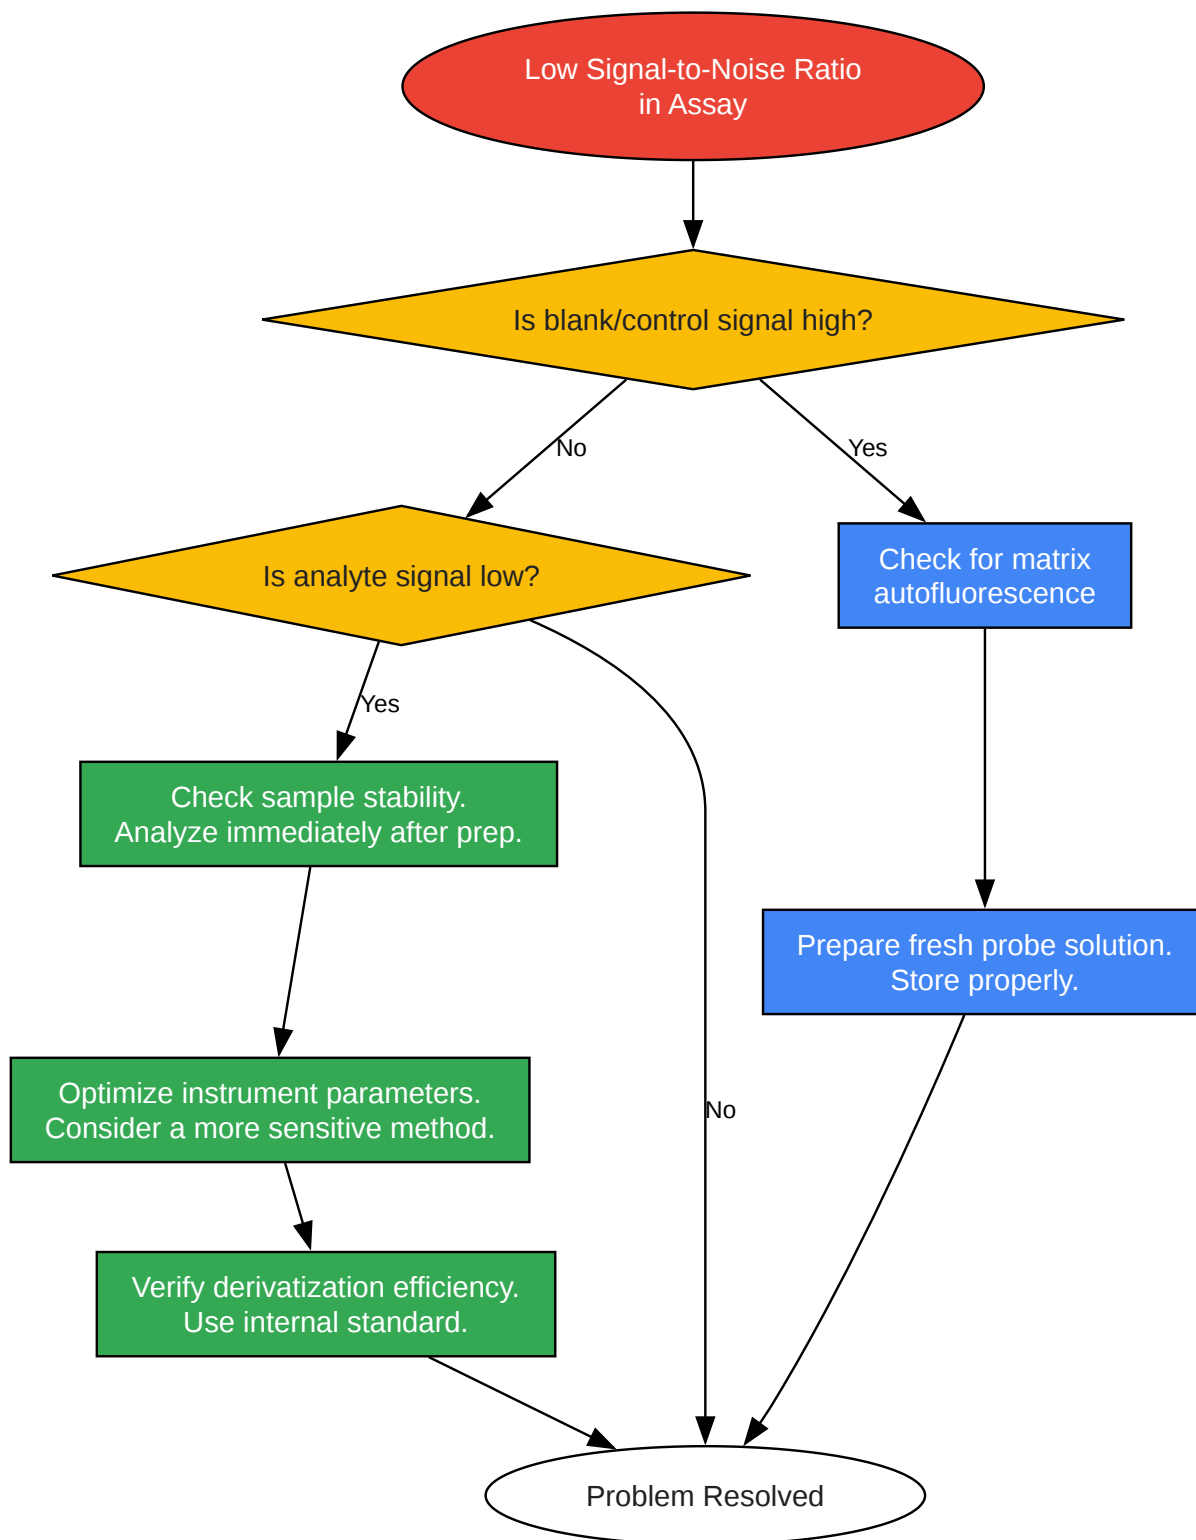 Low Signal-to-Noise Ratio
in Assay
Is blank/control signal high?
No
Yes
Is analyte signal low?
Check for matrix
autofluorescence
Yes
Check sample stability.
Analyze immediately after prep.
Prepare fresh probe solution.
Store properly.
Optimize instrument parameters.
Consider a more sensitive method.
No
Verify derivatization efficiency.
Use internal standard.
Problem Resolved